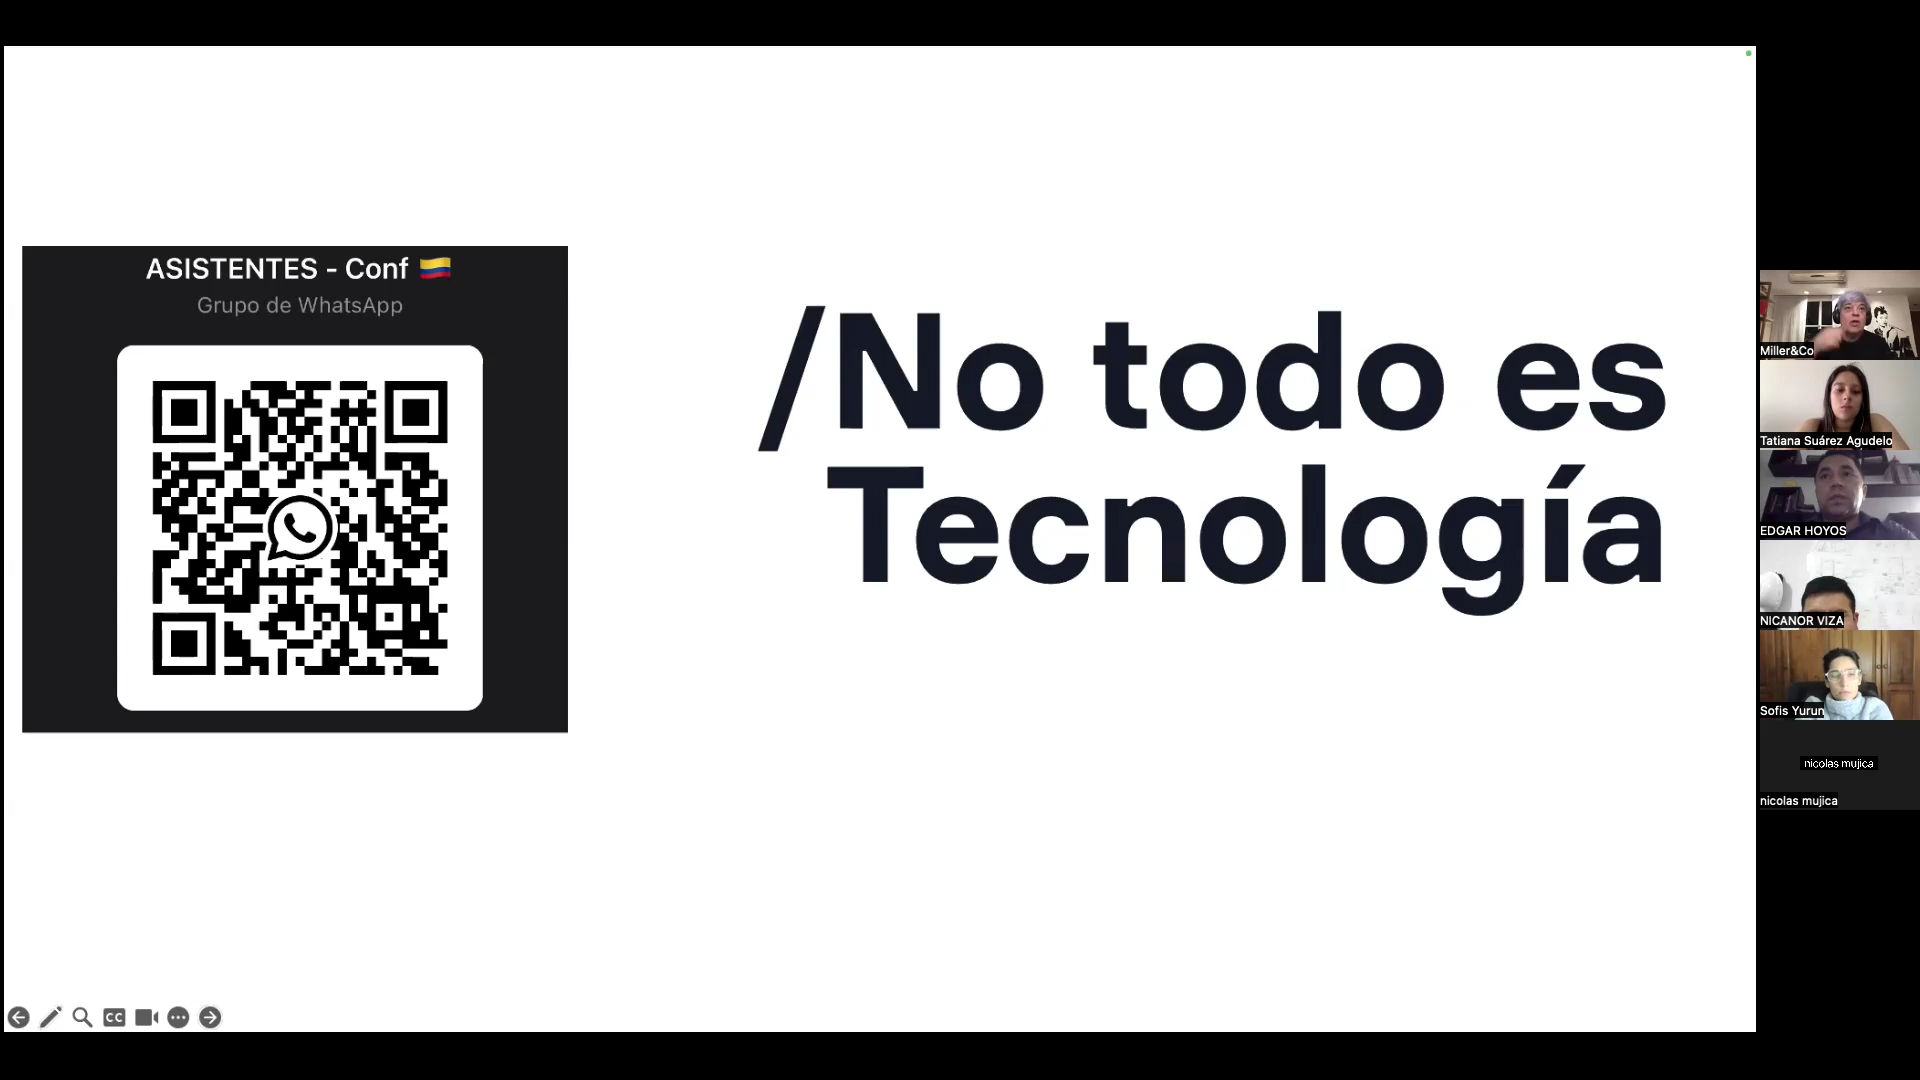 ASISTENTES - Conf 🇨🇴
Grupo de WhatsApp
/No todo es
Tecnología
Miller&Co
Tatiana Suárez Agudelo
EDGAR HOYOS
NICANOR VIZA
Sofis Yurun
nicolas mujica
nicolas mujica
CC